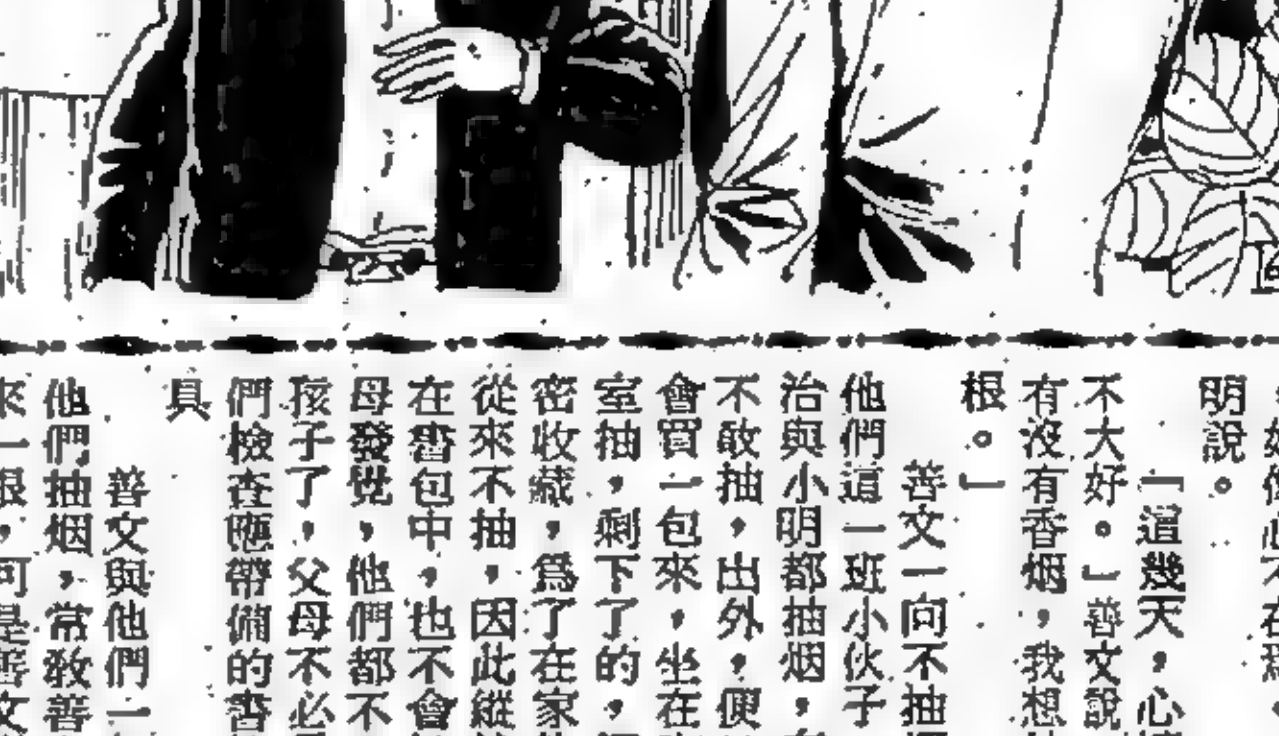 明說。
「這幾天，心
不大好。」善文說
有沒有香烟，我想
根。」
善文一向不抽
他們這一班小伙子
治與小明都抽烟，
不敢抽，出外，便
會買一包來，坐在
室抽，剩下了的，
密收藏，爲了在家
從來不抽，因此縱
在書包中，也不會
母發覺，他們都不
孩子了，父母不必
們檢查應帶備的書
具
善文與他們一
他們抽烟，常教善
來一根，可是善文